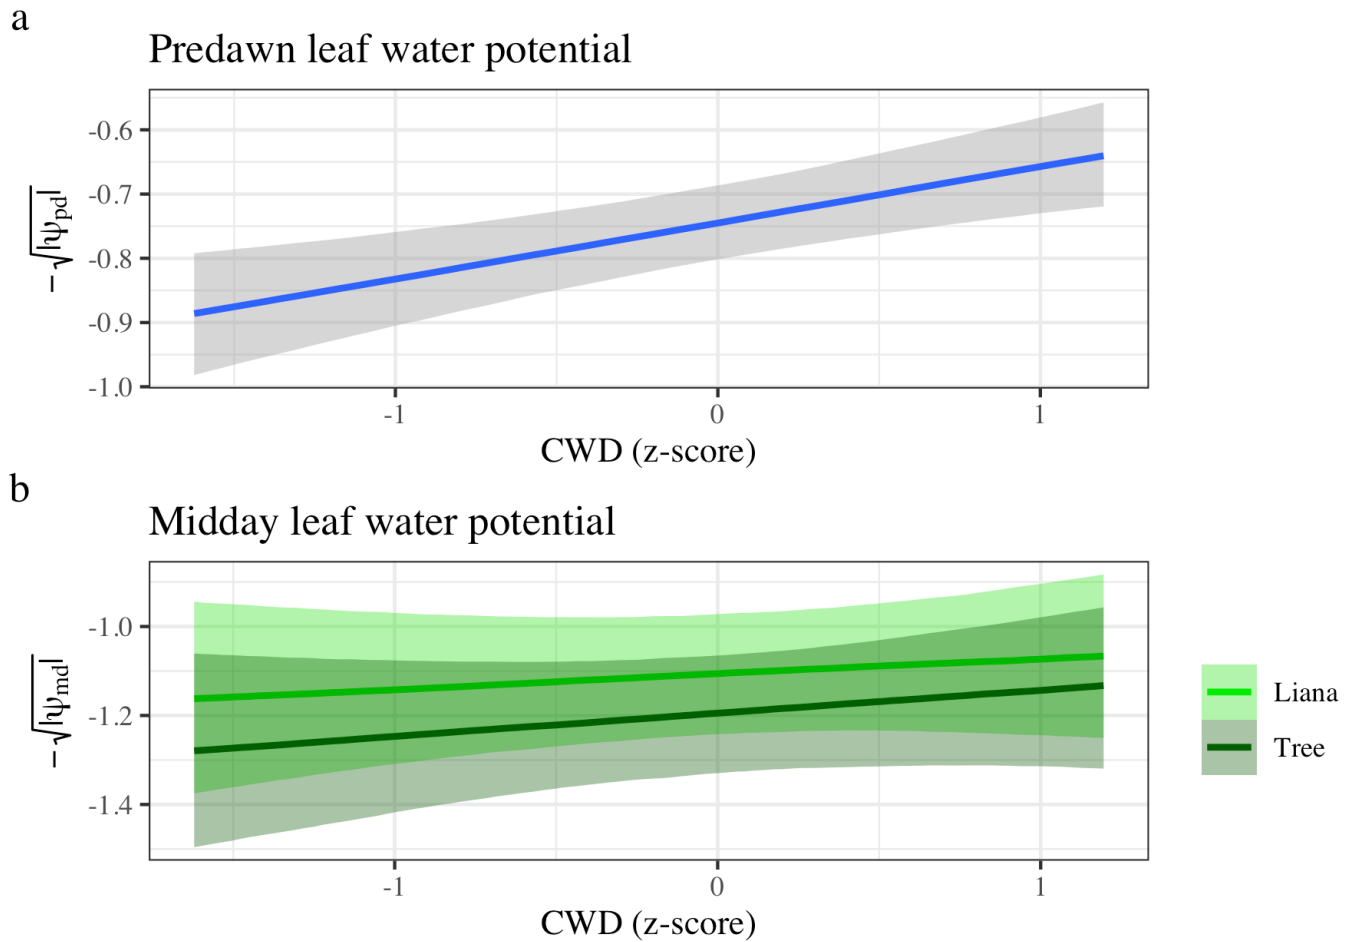 a
Predawn leaf water potential
−√|ψpd|
-0.6
-0.7
-0.8
-0.9
-1.0
-1 0 1
CWD (z-score)
b
Midday leaf water potential
−√|ψmd|
-1.0
-1.2
-1.4
-1 0 1
CWD (z-score)
Liana
Tree